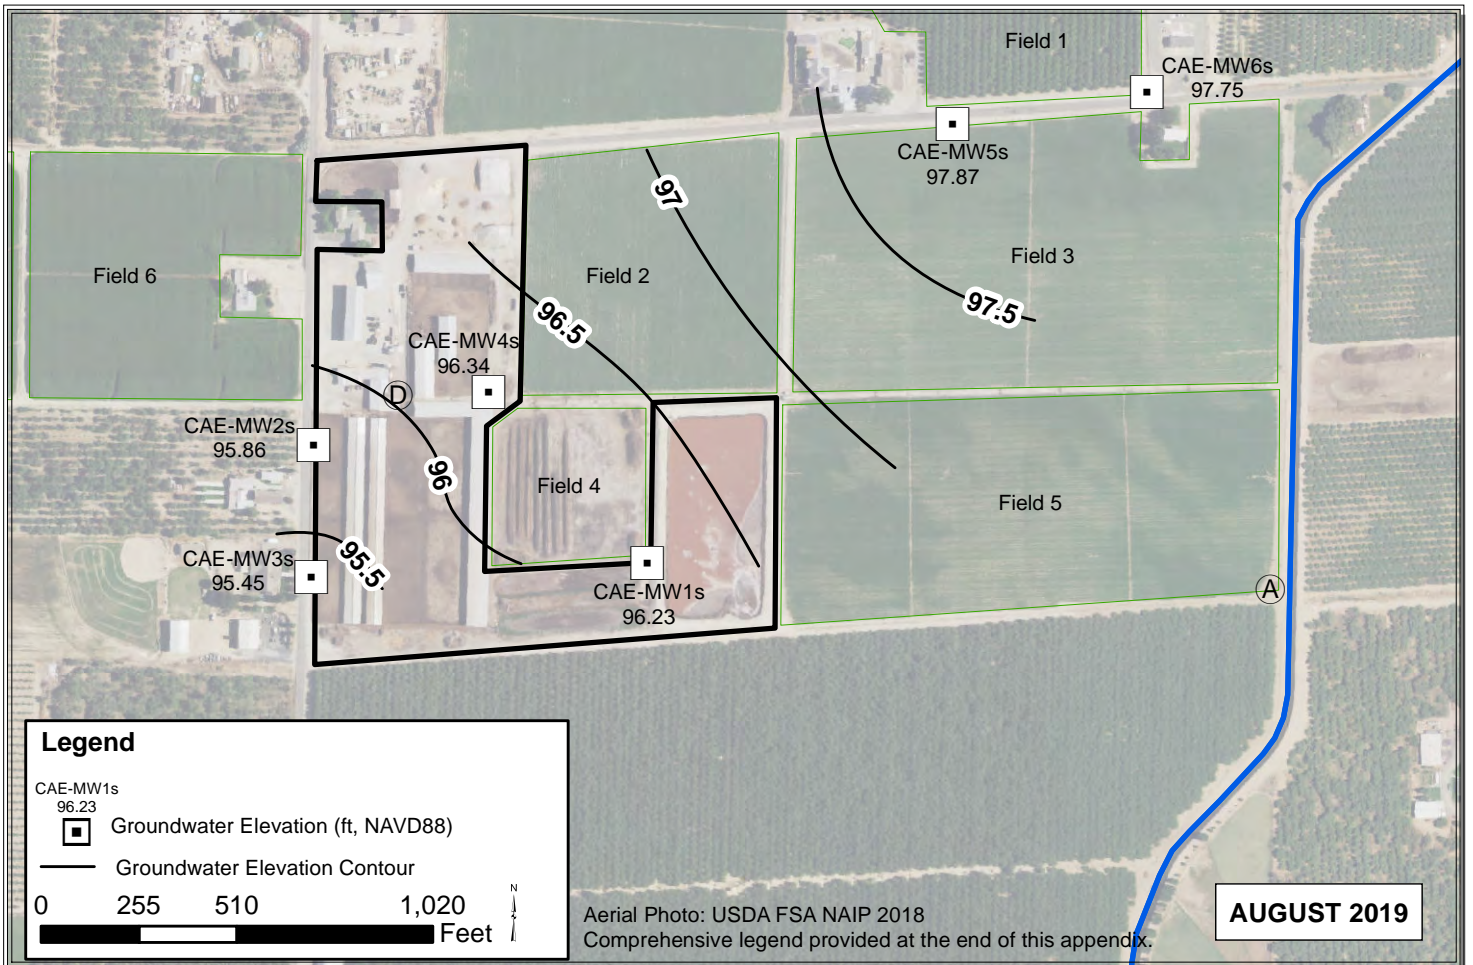 Field 1
CAE-MW6s
97.75
CAE-MW5s
97.87
97
Field 6
Field 2
Field 3
97.5
96.5
CAE-MW4s
96.34
D
CAE-MW2s
95.86
96
Field 4
Field 5
95.5
CAE-MW3s
95.45
CAE-MW1s
96.23
A
Legend
CAE-MW1s
96.23
Groundwater Elevation (ft, NAVD88)
Groundwater Elevation Contour
0 255 510 1,020
Feet
N
Aerial Photo: USDA FSA NAIP 2018
Comprehensive legend provided at the end of this appendix.
AUGUST 2019